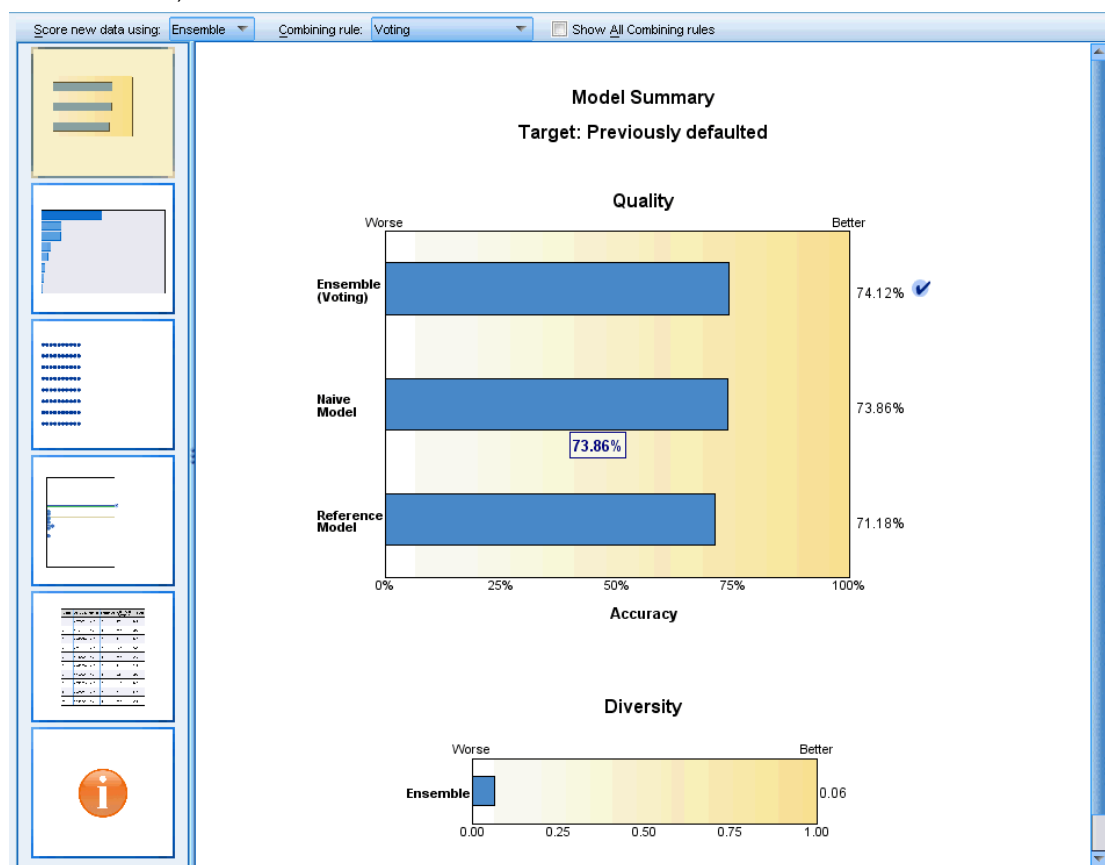 Score new data using: Ensemble Combining rule: Voting Show All Combining rules
Model Summary
Target: Previously defaulted
Quality
Worse Better
Ensemble
(Voting)
74.12%
Naive
Model
73.86%
73.86%
Reference
Model
71.18%
0% 25% 50% 75% 100%
Accuracy
Diversity
Worse Better
Ensemble 0.06
0.00 0.25 0.50 0.75 1.00